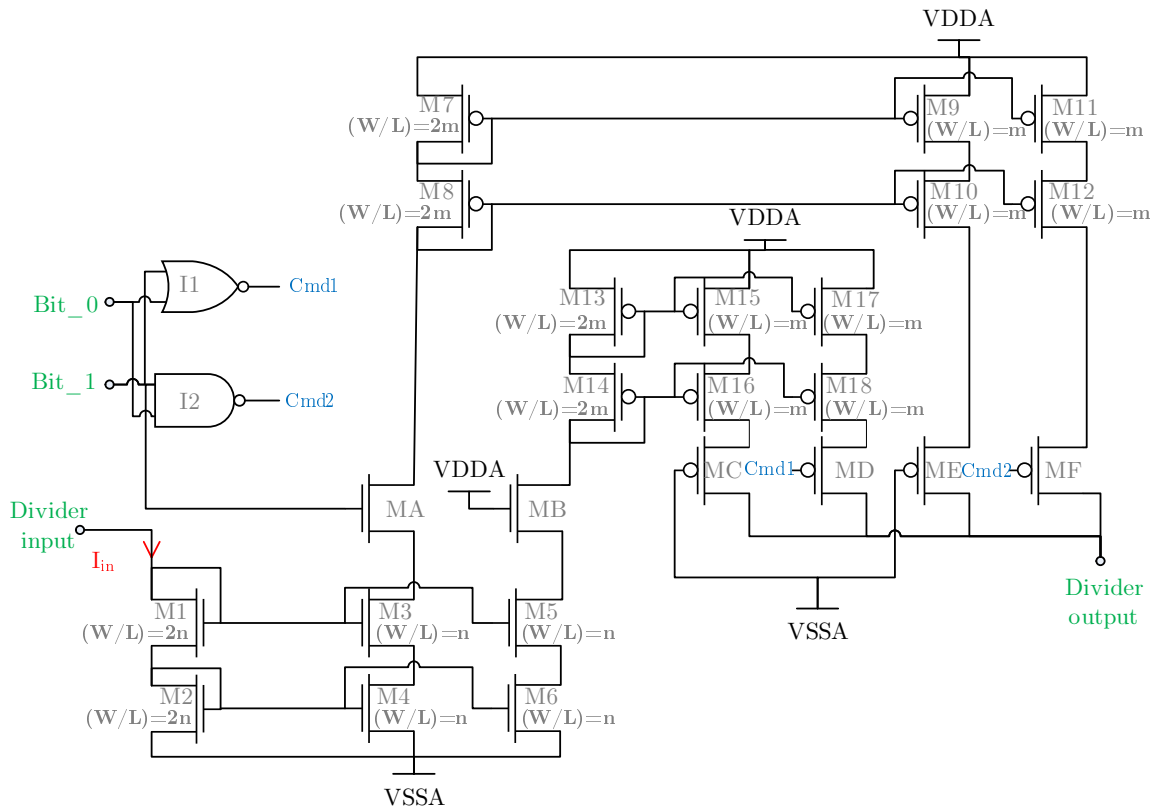 VDDA
M7
(W/L)=2m
M9
(W/L)=m
M11
(W/L)=m
M8
(W/L)=2m
M10
(W/L)=m
M12
(W/L)=m
VDDA
I1
Cmd1
Bit_0
M13
(W/L)=2m
M15
(W/L)=m
M17
(W/L)=m
Bit_1
I2
Cmd2
M14
(W/L)=2m
M16
(W/L)=m
M18
(W/L)=m
VDDA
MC
Cmd1
MD
ME
Cmd2
MF
MA
MB
Divider
input
Iin
Divider
output
M1
(W/L)=2n
M3
(W/L)=n
M5
(W/L)=n
VSSA
M2
(W/L)=2n
M4
(W/L)=n
M6
(W/L)=n
VSSA